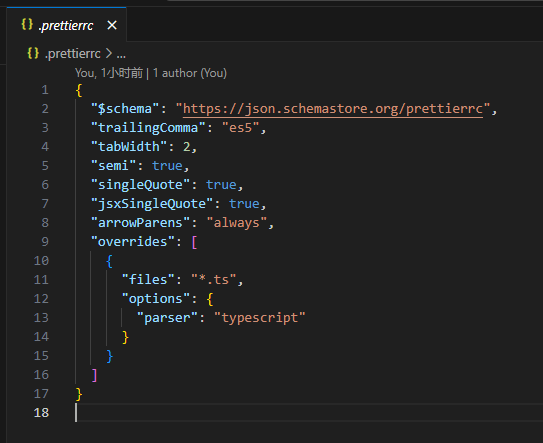 {} .prettierrc ×
{} .prettierrc > ...
You, 1小时前 | 1 author (You)
1 {
2   "$schema": "https://json.schemastore.org/prettierrc",
3   "trailingComma": "es5",
4   "tabWidth": 2,
5   "semi": true,
6   "singleQuote": true,
7   "jsxSingleQuote": true,
8   "arrowParens": "always",
9   "overrides": [
10     {
11       "files": "*.ts",
12       "options": {
13         "parser": "typescript"
14       }
15     }
16   ]
17 }
18